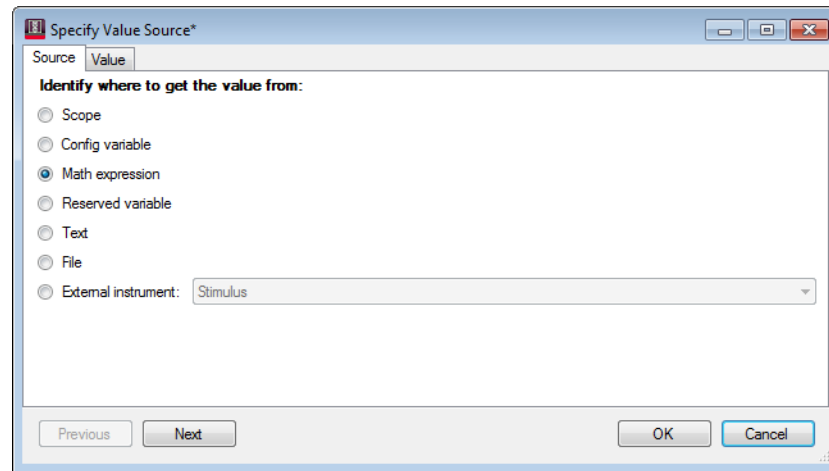 Specify Value Source*
Source Value
Identify where to get the value from:
Scope
Config variable
Math expression
Reserved variable
Text
File
External instrument: Stimulus
Previous Next OK Cancel